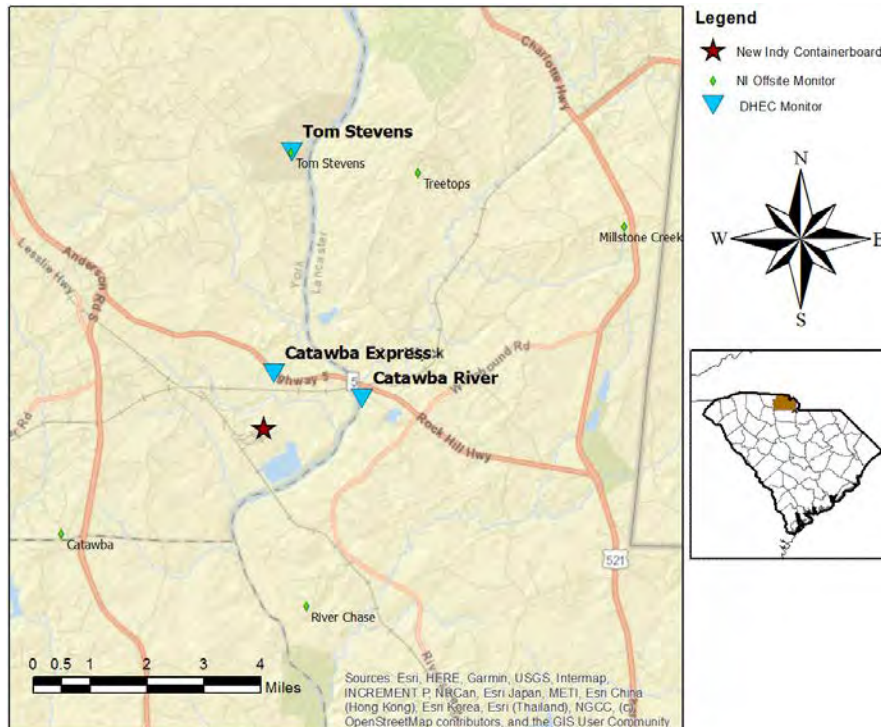 Legend
New Indy Containerboard
NI Offsite Monitor
DHEC Monitor
N
W
E
S
Charlotte Hwy
Tom Stevens
Tom Stevens
Treetops
Millstone Creek
Lesslie Hwy
Anderson Rd S
York
Lancaster
Catawba Express
ghway 5
5
Catawba River
Rd
Rock Hill Hwy
Catawba
521
River Chase
0 0.5 1 2 3 4
Miles
Sources: Esri, HERE, Garmin, USGS, Intermap,
INCREMENT P, NRCan, Esri Japan, METI, Esri China
(Hong Kong), Esri Korea, Esri (Thailand), NGCC, (c)
OpenStreetMap contributors, and the GIS User Community